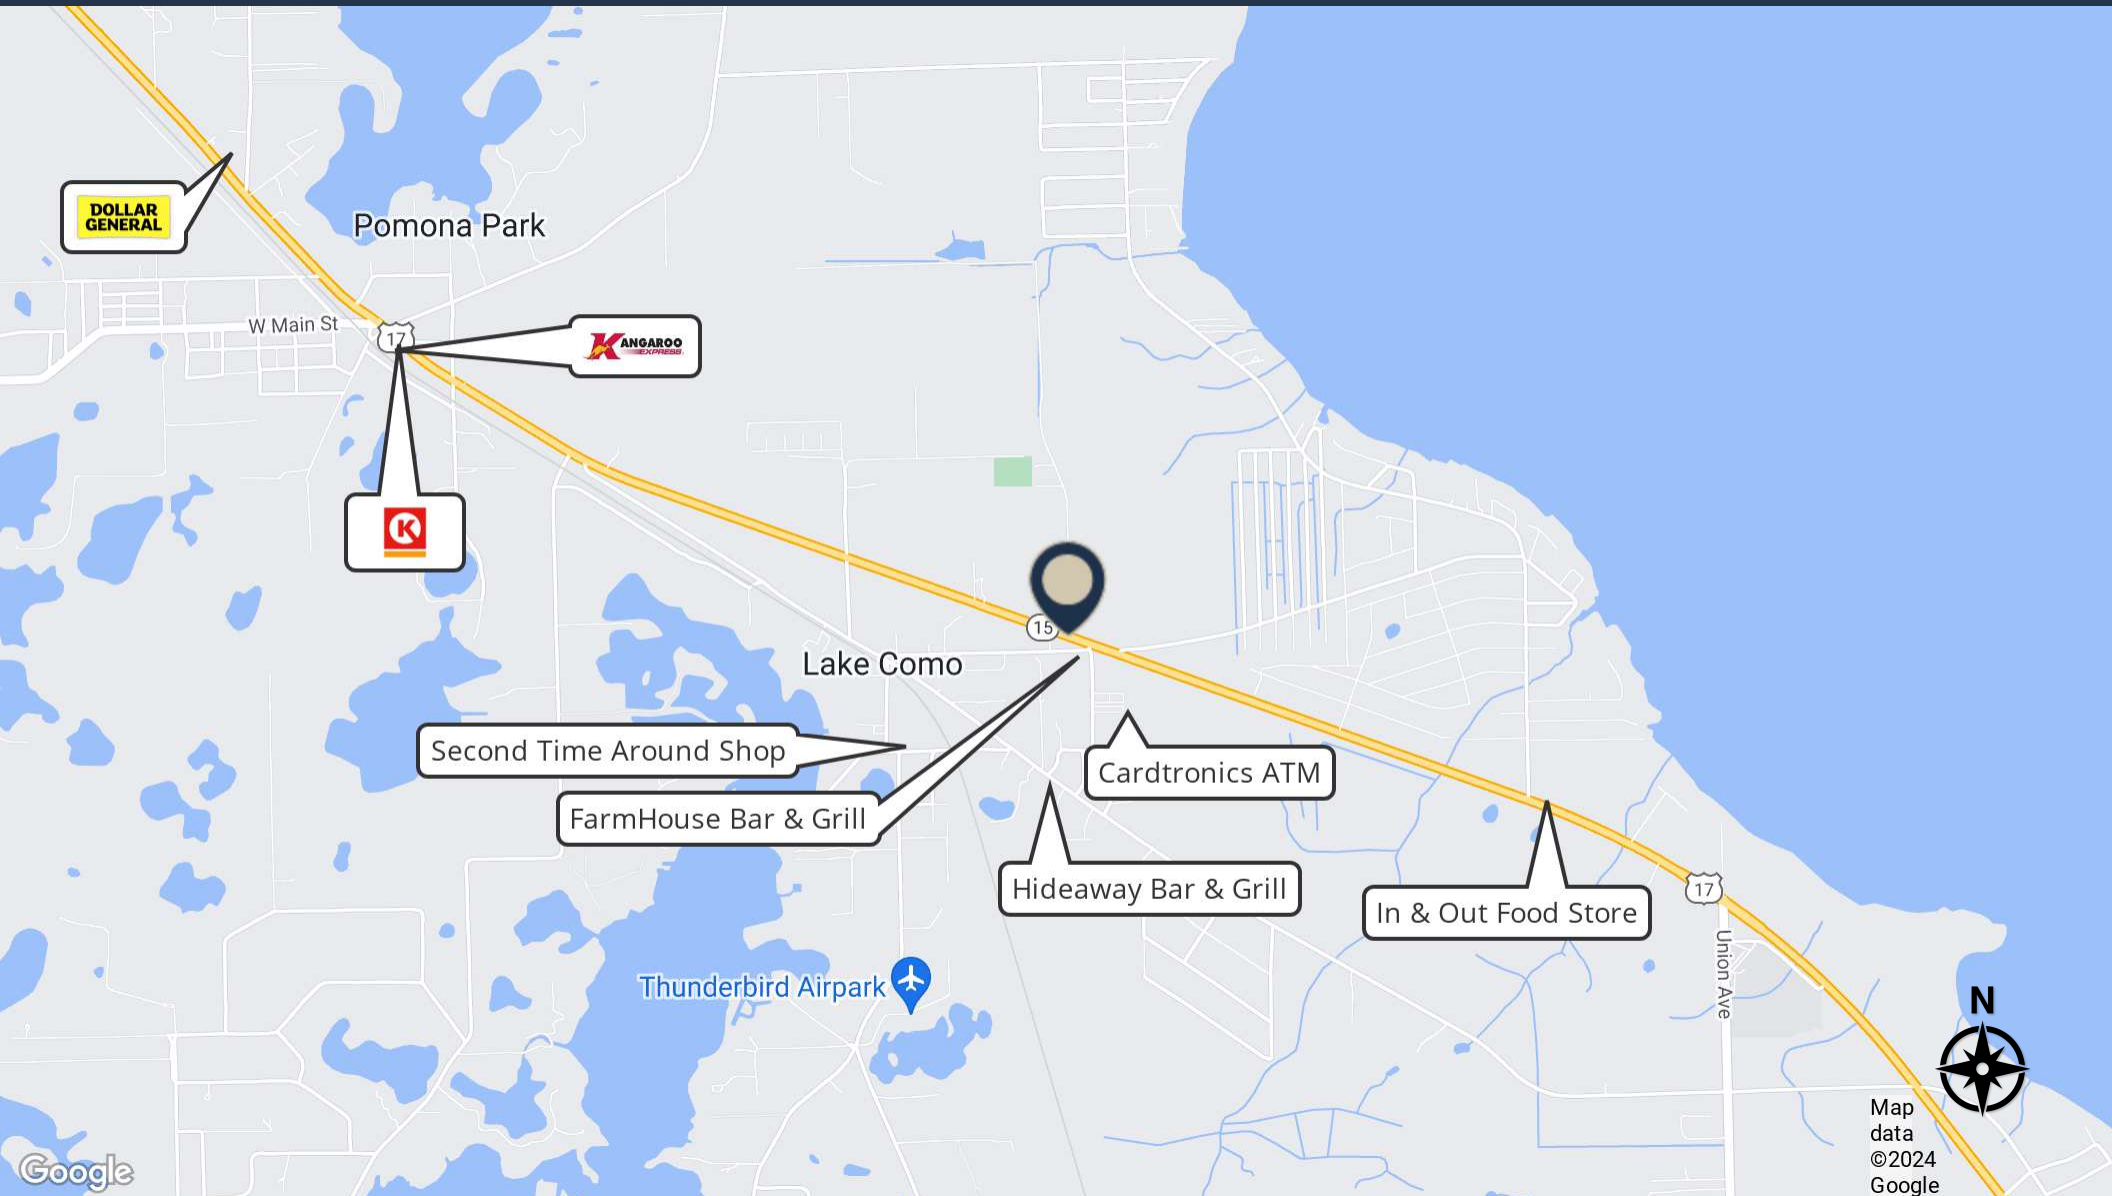 DOLLAR
GENERAL
Pomona Park
W Main St
17
KANGAROO
EXPRESS
K
15
Lake Como
Second Time Around Shop
Cardtronics ATM
FarmHouse Bar & Grill
Hideaway Bar & Grill
In & Out Food Store
17
Union Ave
Thunderbird Airpark
N
Google
Map
data
©2024
Google